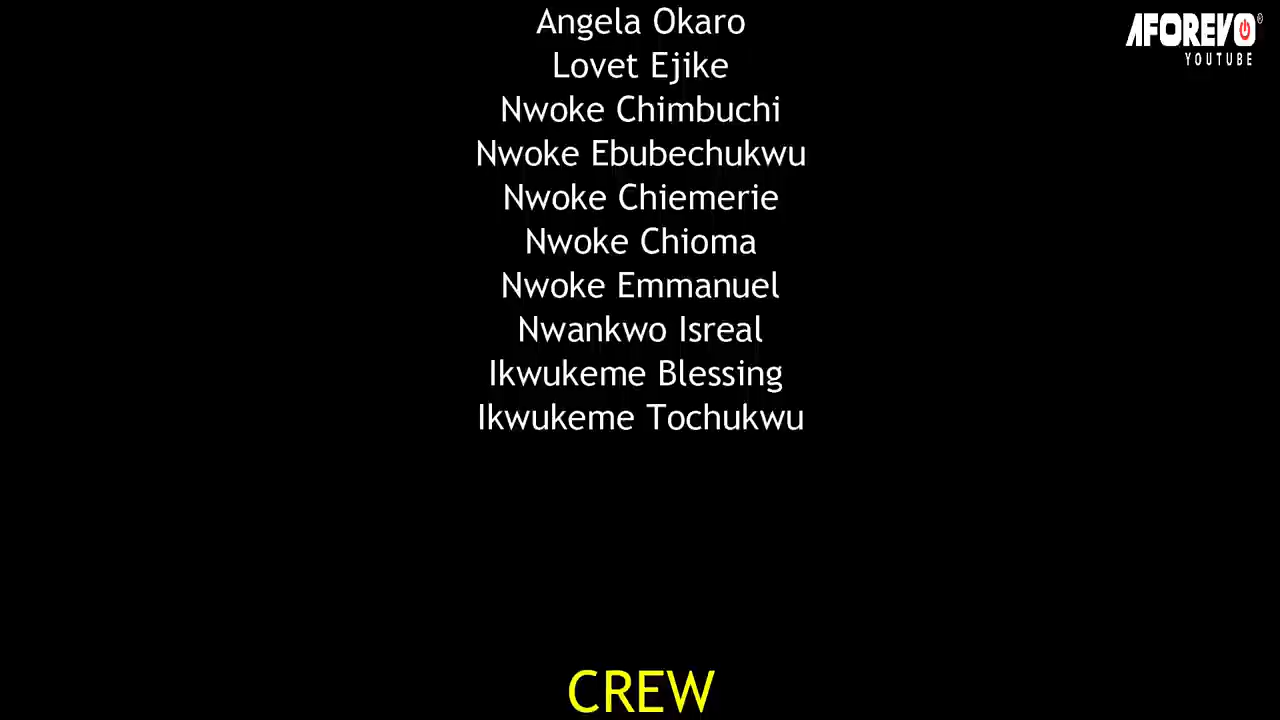 Angela Okaro
Lovet Ejike
Nwoke Chimbuchi
Nwoke Ebubechukwu
Nwoke Chiemerie
Nwoke Chioma
Nwoke Emmanuel
Nwankwo Isreal
Ikwukeme Blessing
Ikwukeme Tochukwu
CREW
AFOREVO®
YOUTUBE